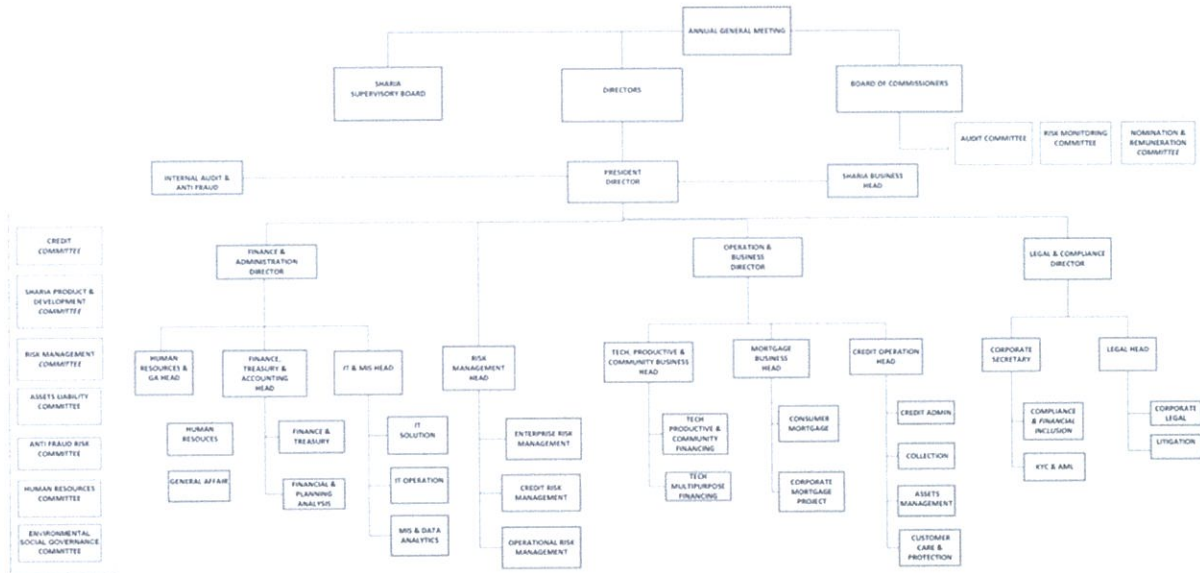 ANNUAL GENERAL MEETING
SHARIA
SUPERVISORY BOARD
DIRECTORS
BOARD OF COMMISSIONERS
AUDIT COMMITTEE
RISK MONITORING
COMMITTEE
NOMINATION &
REMUNERATION
COMMITTEE
INTERNAL AUDIT &
ANTI FRAUD
PRESIDENT
DIRECTOR
SHARIA BUSINESS
HEAD
CREDIT
COMMITTEE
SHARIA PRODUCT &
DEVELOPMENT
COMMITTEE
RISK MANAGEMENT
COMMITTEE
ASSETS LIABILITY
COMMITTEE
ANTI FRAUD RISK
COMMITTEE
HUMAN RESOURCES
COMMITTEE
ENVIRONMENTAL
SOCIAL GOVERNANCE
COMMITTEE
FINANCE &
ADMINISTRATION
DIRECTOR
OPERATION &
BUSINESS
DIRECTOR
LEGAL & COMPLIANCE
DIRECTOR
HUMAN
RESOURCES &
GA HEAD
FINANCE,
TREASURY &
ACCOUNTING
HEAD
IT & MIS HEAD
RISK
MANAGEMENT
HEAD
TECH, PRODUCTIVE &
COMMUNITY BUSINESS
HEAD
MORTGAGE
BUSINESS
HEAD
CREDIT OPERATION
HEAD
CORPORATE
SECRETARY
LEGAL HEAD
HUMAN
RESOUCES
GENERAL AFFAIR
FINANCE &
TREASURY
FINANCIAL &
PLANNING
ANALYSIS
IT
SOLUTION
IT OPERATION
MIS & DATA
ANALYTICS
ENTERPRISE RISK
MANAGEMENT
CREDIT RISK
MANAGEMENT
OPERATIONAL RISK
MANAGEMENT
TECH
PRODUCTIVE &
COMMUNITY
FINANCING
TECH
MULTIPURPOSE
FINANCING
CONSUMER
MORTGAGE
CORPORATE
MORTGAGE
PROJECT
CREDIT ADMIN
COLLECTION
ASSETS
MANAGEMENT
CUSTOMER
CARE &
PROTECTION
COMPLIANCE
& FINANCIAL
INCLUSION
KYC & AML
CORPORATE
LEGAL
LITIGATION